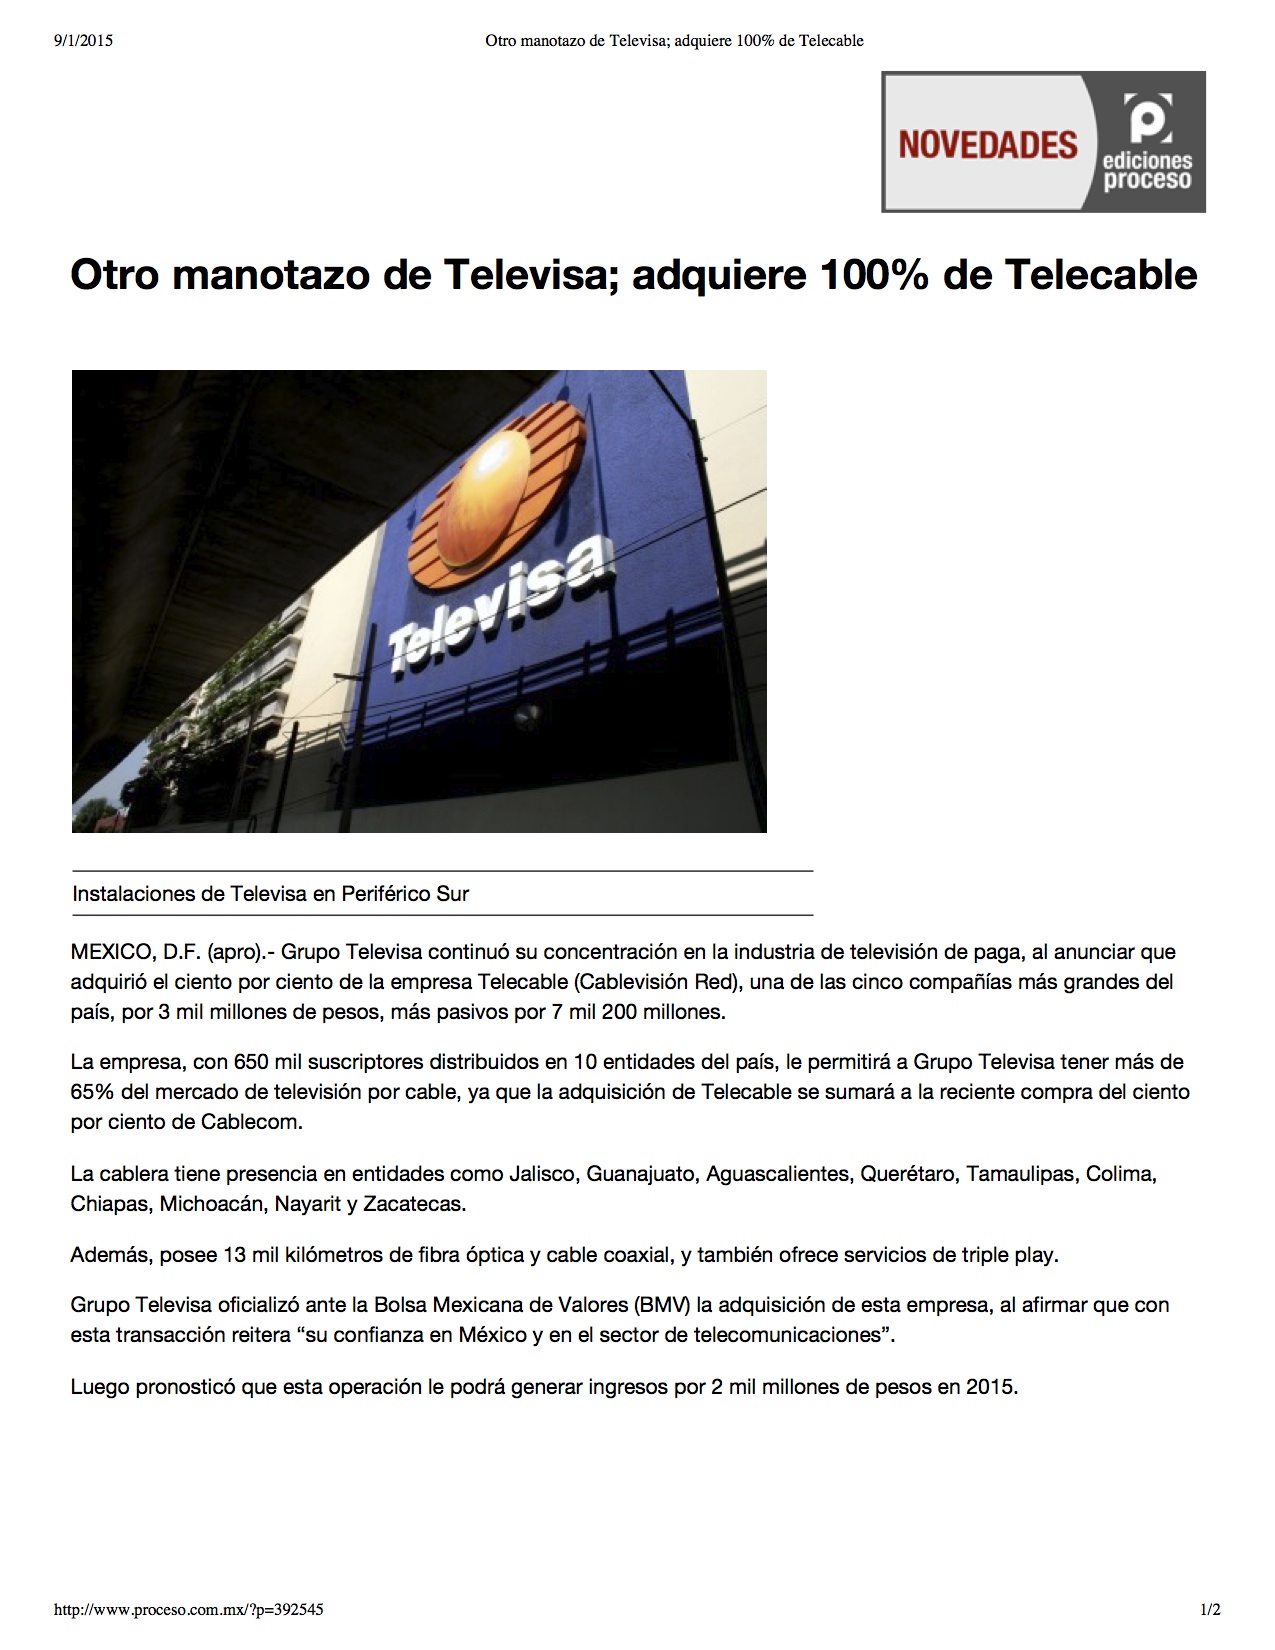 9/1/2015
Otro manotazo de Televisa; adquiere 100% de Telecable
NOVEDADES
ediciones
proceso
Otro manotazo de Televisa; adquiere 100% de Telecable
Televisa
Instalaciones de Televisa en Periférico Sur
MEXICO, D.F. (apro).- Grupo Televisa continuó su concentración en la industria de televisión de paga, al anunciar que
adquirió el ciento por ciento de la empresa Telecable (Cablevisión Red), una de las cinco compañías más grandes del
país, por 3 mil millones de pesos, más pasivos por 7 mil 200 millones.
La empresa, con 650 mil suscriptores distribuidos en 10 entidades del país, le permitirá a Grupo Televisa tener más de
65% del mercado de televisión por cable, ya que la adquisición de Telecable se sumará a la reciente compra del ciento
por ciento de Cablecom.
La cablera tiene presencia en entidades como Jalisco, Guanajuato, Aguascalientes, Querétaro, Tamaulipas, Colima,
Chiapas, Michoacán, Nayarit y Zacatecas.
Además, posee 13 mil kilómetros de fibra óptica y cable coaxial, y también ofrece servicios de triple play.
Grupo Televisa oficializó ante la Bolsa Mexicana de Valores (BMV) la adquisición de esta empresa, al afirmar que con
esta transacción reitera “su confianza en México y en el sector de telecomunicaciones”.
Luego pronosticó que esta operación le podrá generar ingresos por 2 mil millones de pesos en 2015.
http://www.proceso.com.mx/?p=392545
1/2